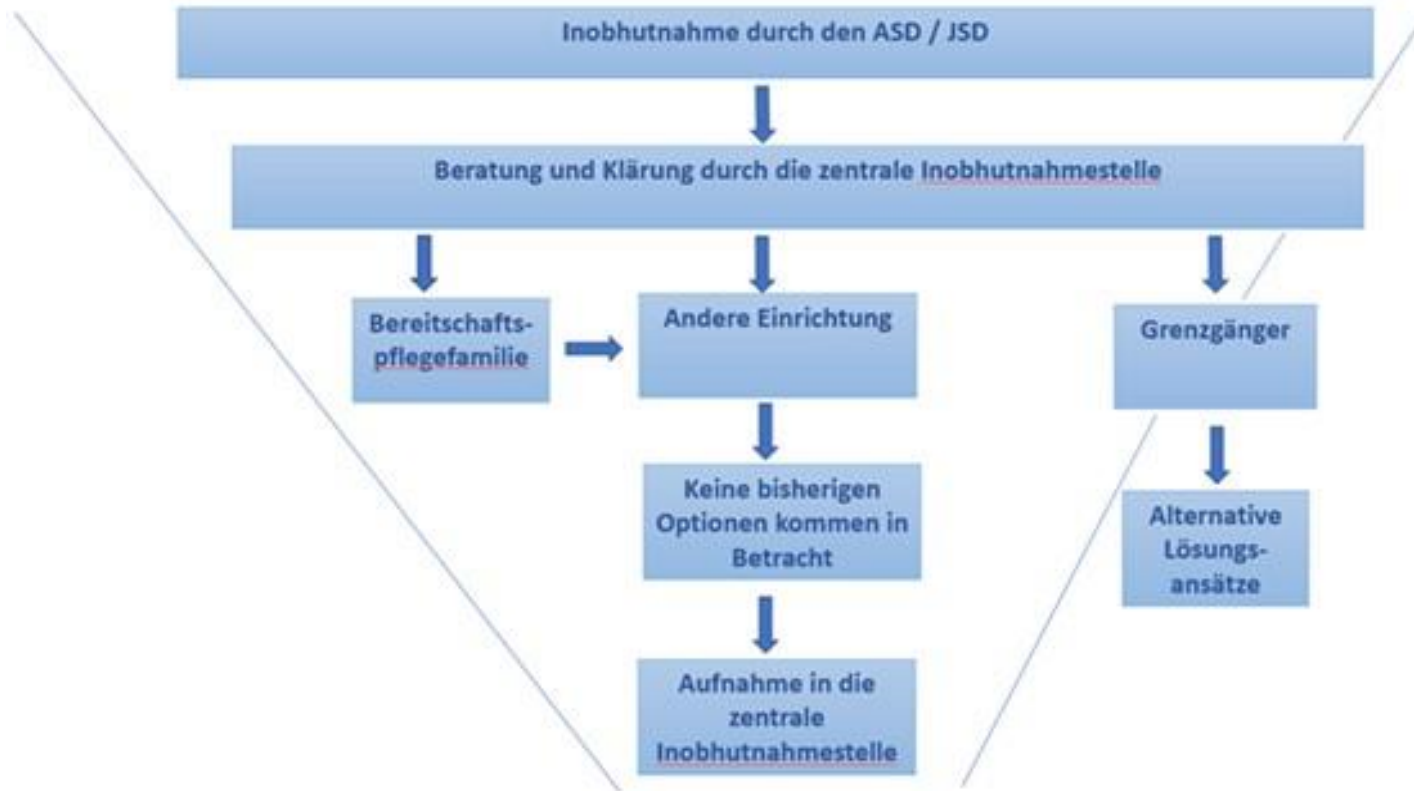 Inobhutnahme durch den ASD / JSD
Beratung und Klärung durch die zentrale Inobhutnahmestelle
Bereitschafts-
pflegefamilie
Andere Einrichtung
Grenzgänger
Keine bisherigen
Optionen kommen in
Betracht
Alternative
Lösungs-
ansätze
Aufnahme in die
zentrale
Inobhutnahmestelle